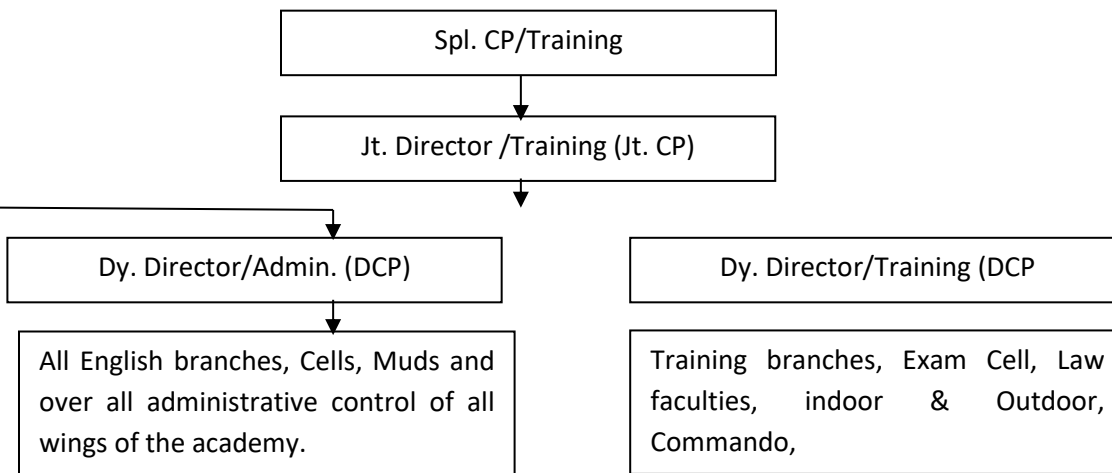 Spl. CP/Training
Jt. Director /Training (Jt. CP)
Dy. Director/Admin. (DCP)
Dy. Director/Training (DCP
All English branches, Cells, Muds and
over all administrative control of all
wings of the academy.
Training branches, Exam Cell, Law
faculties, indoor & Outdoor,
Commando,